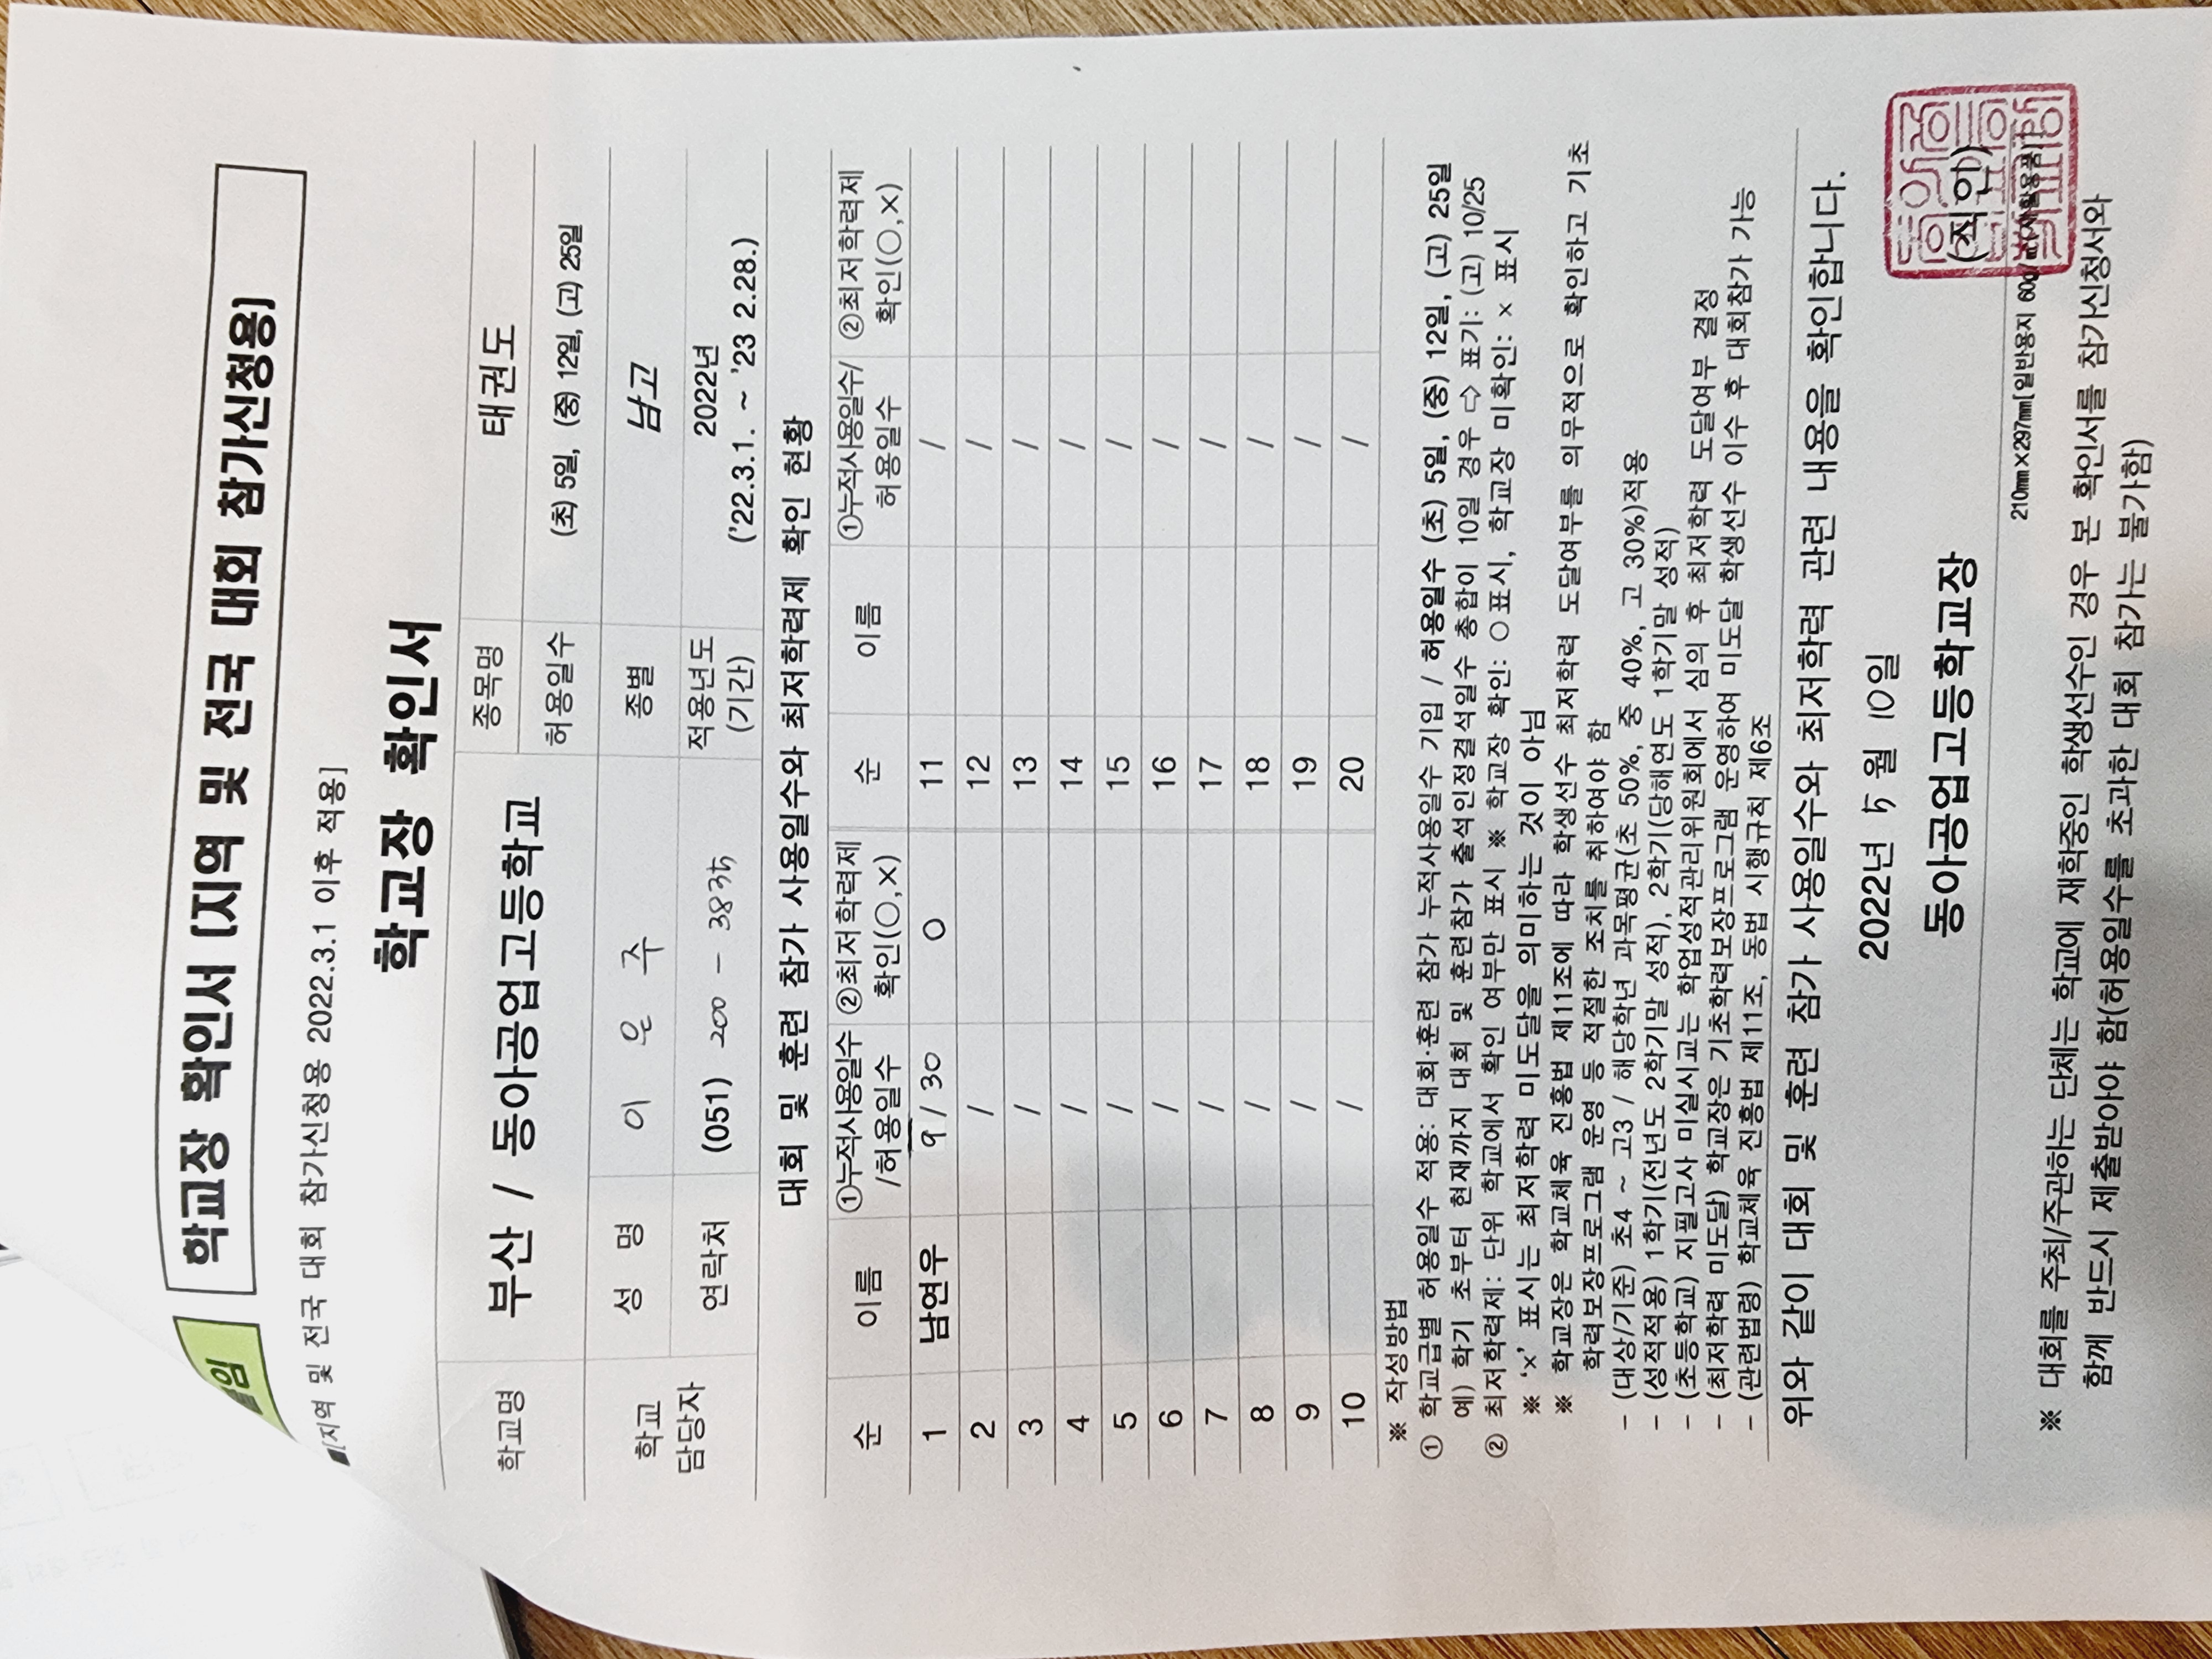 학교장 확인서 [지역 및 전국 대회 참가신청용]
■[지역 및 전국 대회 참가신청용 2022.3.1 이후 적용]
학교장 확인서
학교명 부산 / 동아공업고등학교 종목명 태권도
허용일수 (초) 5일, (중) 12일, (고) 25일
학교 담당자 성 명 이 은 주 종별 남고
연락처 (051) 200 - 3835 적용년도 (기간) 2022년 ('22.3.1. ~ '23 2.28.)
대회 및 훈련 참가 사용일수와 최저학력제 확인 현황
순 이름 ①누적사용일수 /허용일수 ②최저학력제 확인(○,×) 순 이름 ①누적사용일수/ 허용일수 ②최저학력제 확인(○,×)
1 남연우 9 / 30 ○ 11 /
2 / 12 /
3 / 13 /
4 / 14 /
5 / 15 /
6 / 16 /
7 / 17 /
8 / 18 /
9 / 19 /
10 / 20 /
※ 작성방법
① 학교급별 허용일수 적용: 대회·훈련 참가 누적사용일수 기입 / 허용일수 (초) 5일, (중) 12일, (고) 25일
예) 학기 초부터 현재까지 대회 및 훈련참가 출석인정결석일수 총합이 10일 경우 ⇨ 표기: (고) 10/25
② 최저학력제: 단위 학교에서 확인 여부만 표시 ※ 학교장 확인: ○표시, 학교장 미확인: × 표시
※ '×' 표시는 최저학력 미도달을 의미하는 것이 아님
※ 학교장은 학교체육 진흥법 제11조에 따라 학생선수 최저학력 도달여부를 의무적으로 확인하고 기초
학력보장프로그램 운영 등 적절한 조치를 취하여야 함
- (대상/기준) 초4 ~ 고3 / 해당학년 과목평균(초 50%, 중 40%, 고 30%)적용
- (성적적용) 1학기(전년도 2학기말 성적), 2학기(당해연도 1학기말 성적)
- (초등학교) 지필고사 미실시교는 학업성적관리위원회에서 심의 후 최저학력 도달여부 결정
- (최저학력 미도달) 학교장은 기초학력보장프로그램 운영하여 미도달 학생선수 이수 후 대회참가 가능
- (관련법령) 학교체육 진흥법 제11조, 동법 시행규칙 제6조
위와 같이 대회 및 훈련 참가 사용일수와 최저학력 관련 내용을 확인합니다.
2022년 5월 10일
동아공업고등학교장 (직인)
210㎜×297㎜[일반용지 60g/㎡(재활용품)]
※ 대회를 주최/주관하는 단체는 학교에 재학중인 학생선수인 경우 본 확인서를 참가신청서와
함께 반드시 제출받아야 함(허용일수를 초과한 대회 참가는 불가함)